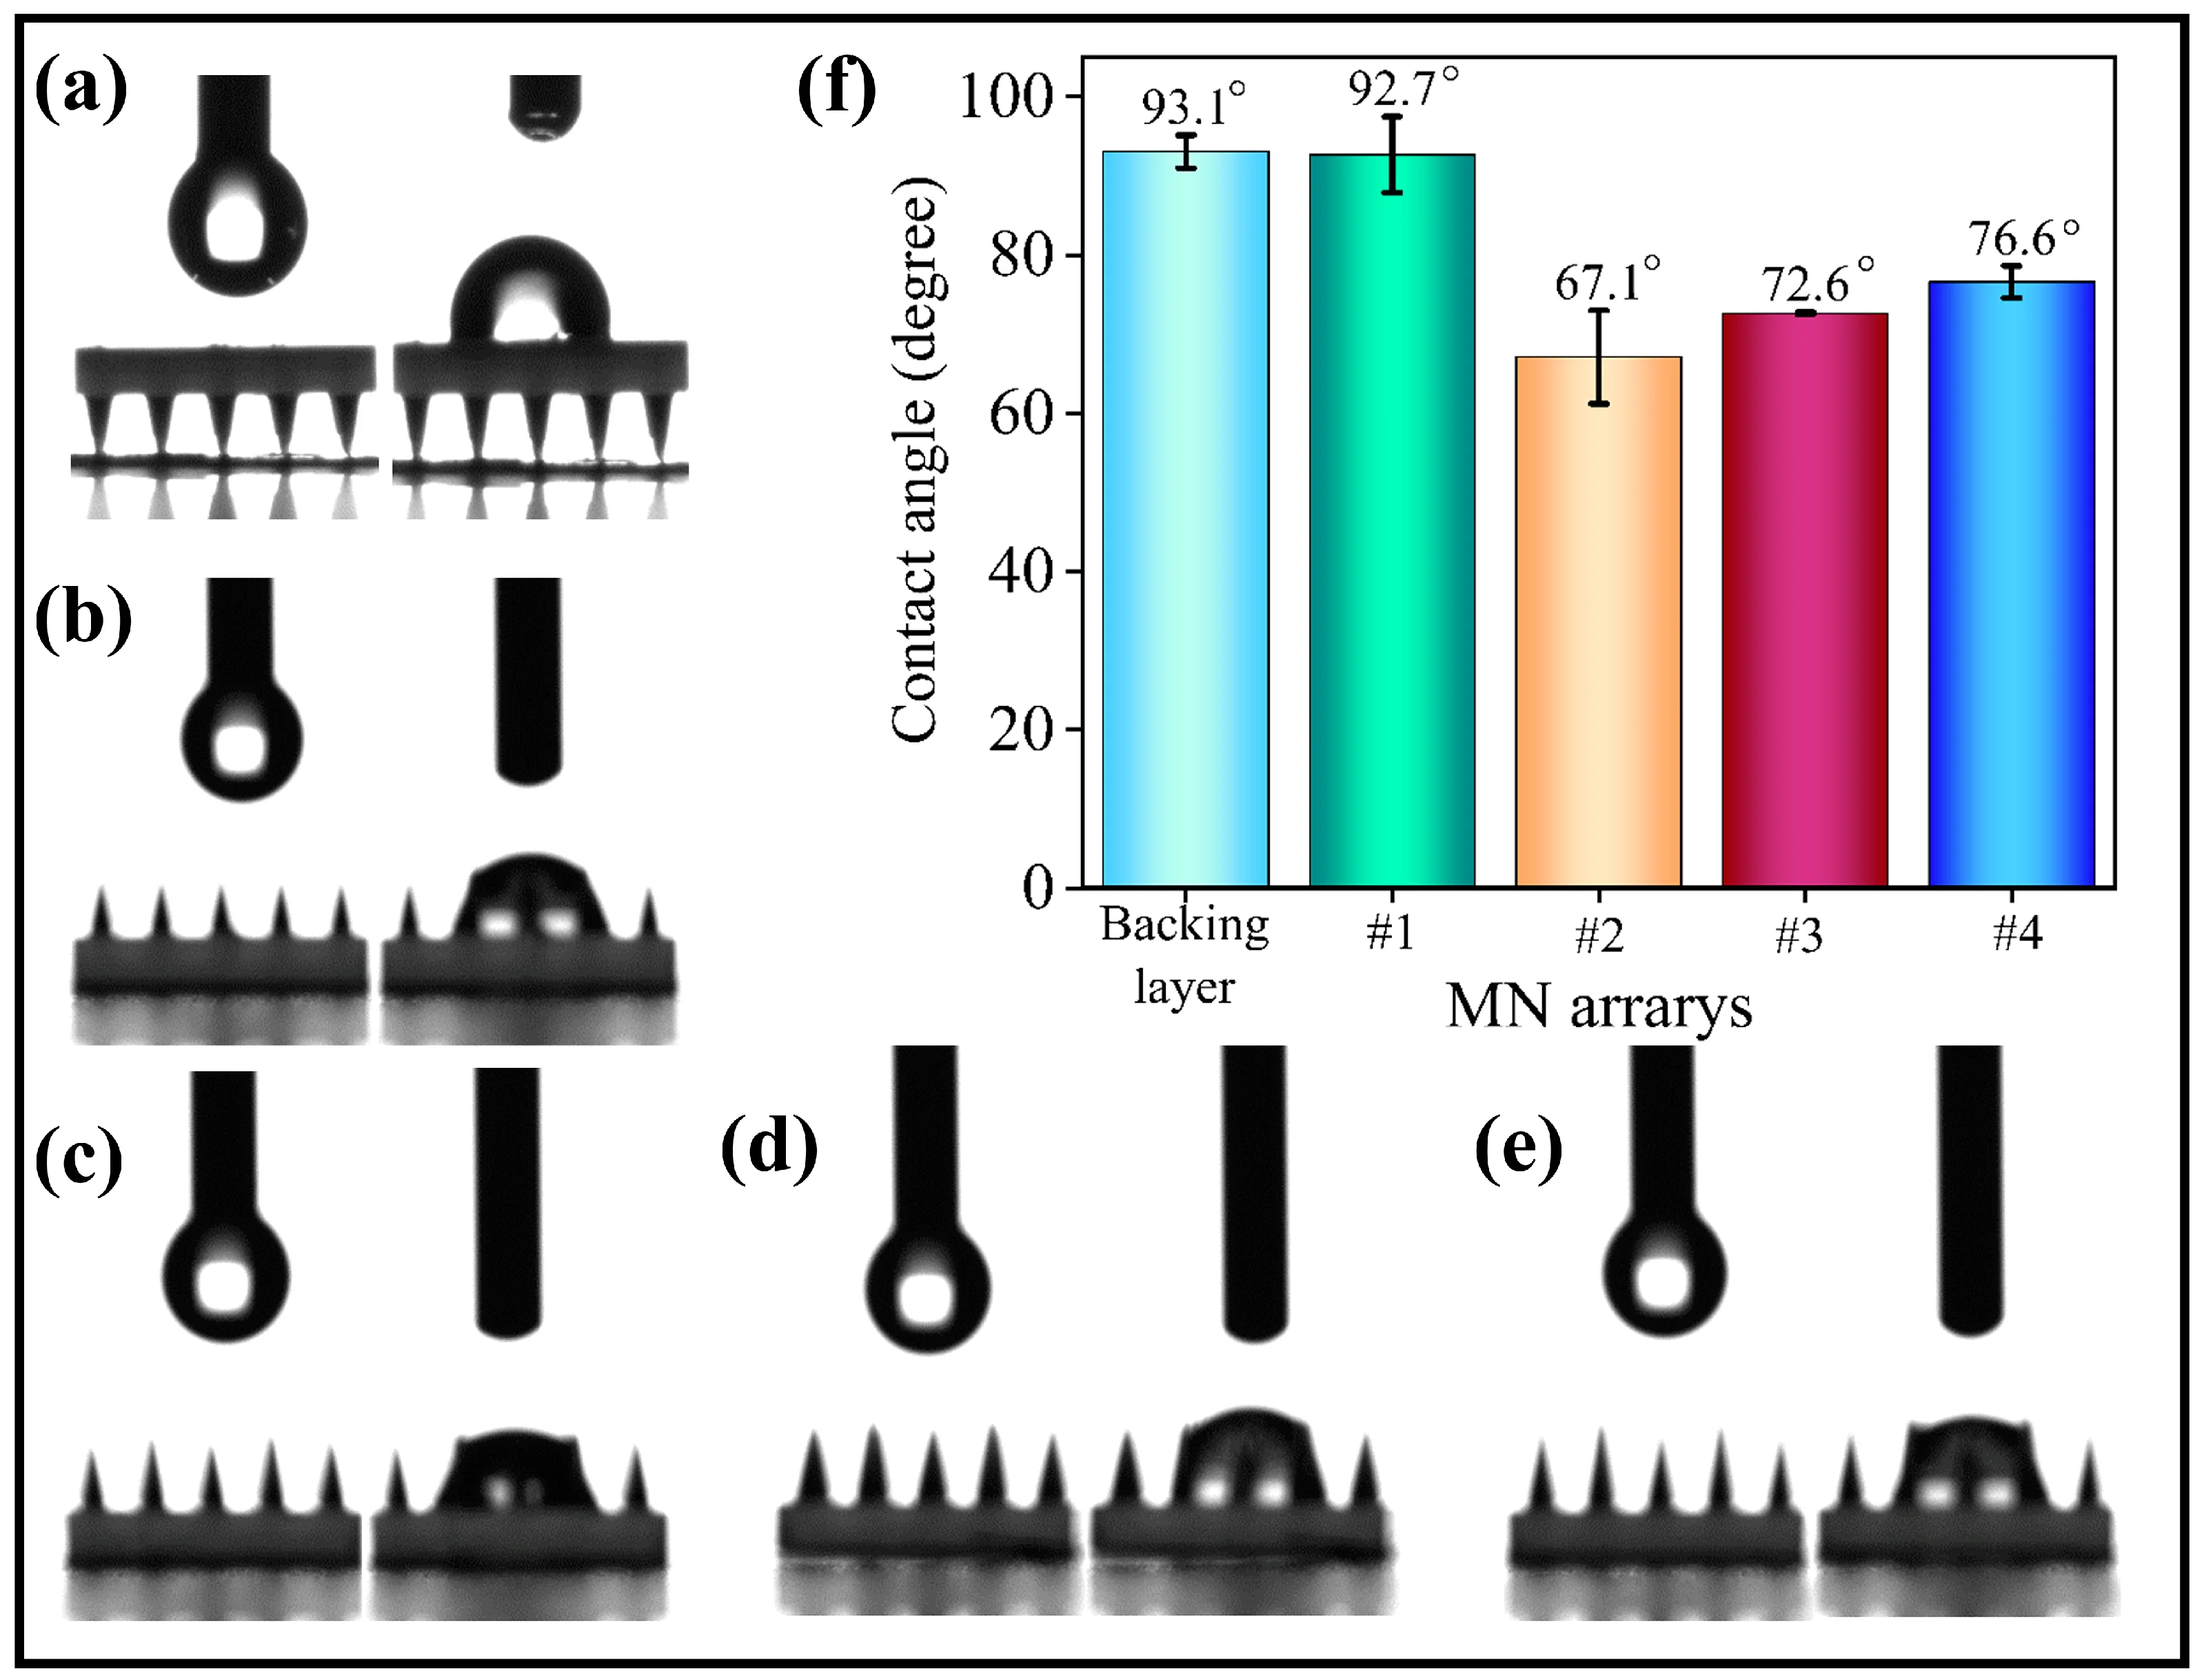 (a)
(f)
100
80
60
40
20
0
Contact angle (degree)
93.1°
92.7°
67.1°
72.6°
76.6°
Backing
layer
#1
#2
#3
#4
MN arrarys
(b)
(c)
(d)
(e)